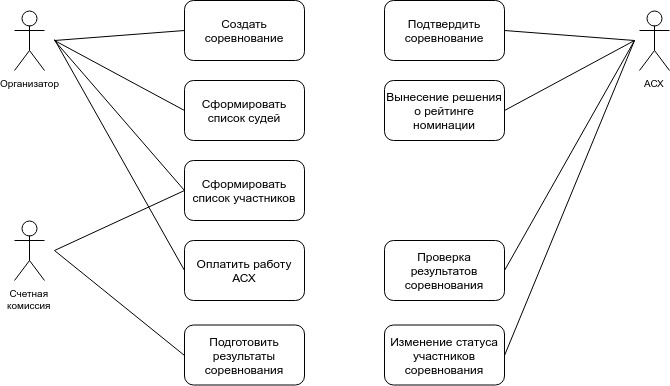 Создать
соревнование
Подтвердить
соревнование
Организатор
АСХ
Сформировать
список судей
Вынесение решения
о рейтинге
номинации
Сформировать
список участников
Счетная
комиссия
Оплатить работу
АСХ
Проверка
результатов
соревнования
Подготовить
результаты
соревнования
Изменение статуса
участников
соревнования